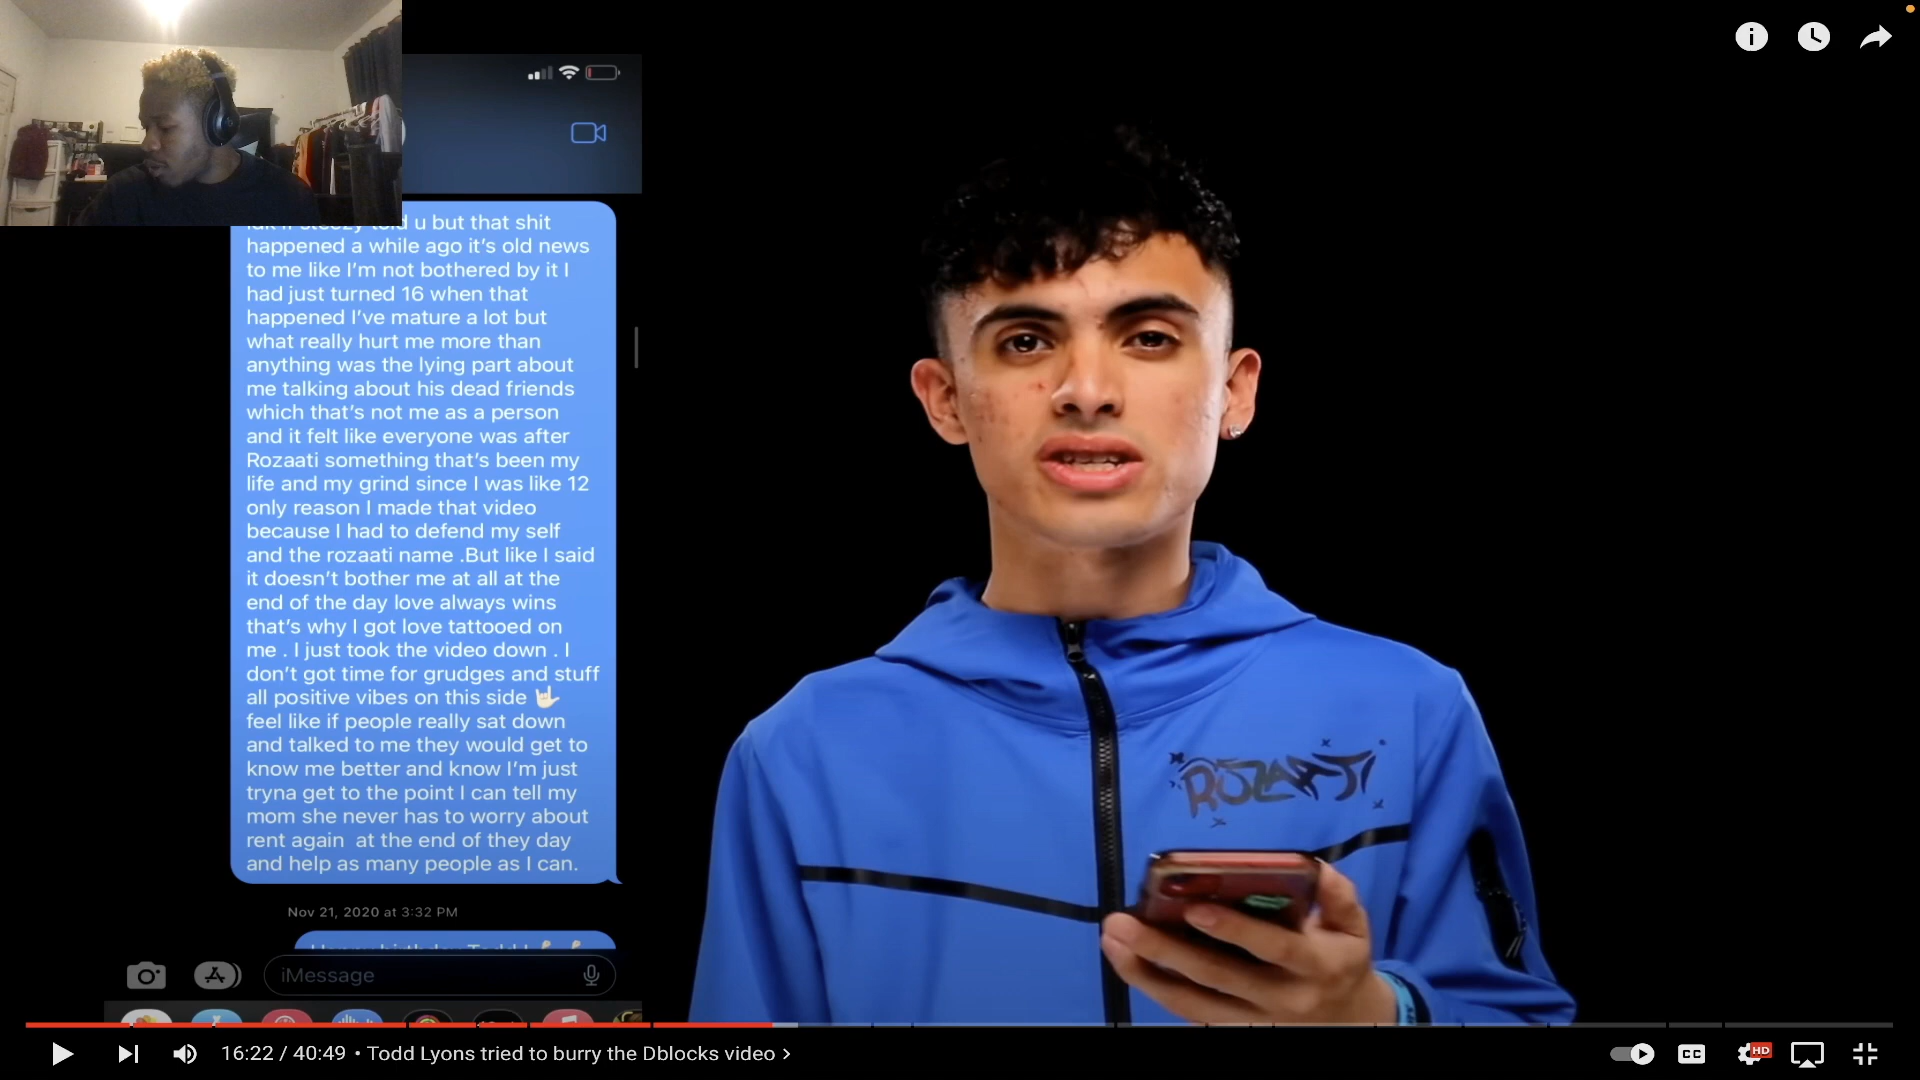 u but that shit
happened a while ago it's old news
to me like I'm not bothered by it I
had just turned 16 when that
happened I've mature a lot but
what really hurt me more than
anything was the lying part about
me talking about his dead friends
which that's not me as a person
and it felt like everyone was after
Rozaati something that's been my
life and my grind since I was like 12
only reason I made that video
because I had to defend my self
and the rozaati name .But like I said
it doesn't bother me at all at the
end of the day love always wins
that's why I got love tattooed on
me . I just took the video down . I
don't got time for grudges and stuff
all positive vibes on this side 🤟🏻
feel like if people really sat down
and talked to me they would get to
know me better and know I'm just
tryna get to the point I can tell my
mom she never has to worry about
rent again at the end of they day
and help as many people as I can.
Nov 21, 2020 at 3:32 PM
Happy birthday Todd
iMessage
ROZAATI
16:22 / 40:49 • Todd Lyons tried to burry the Dblocks video >
CC
HD